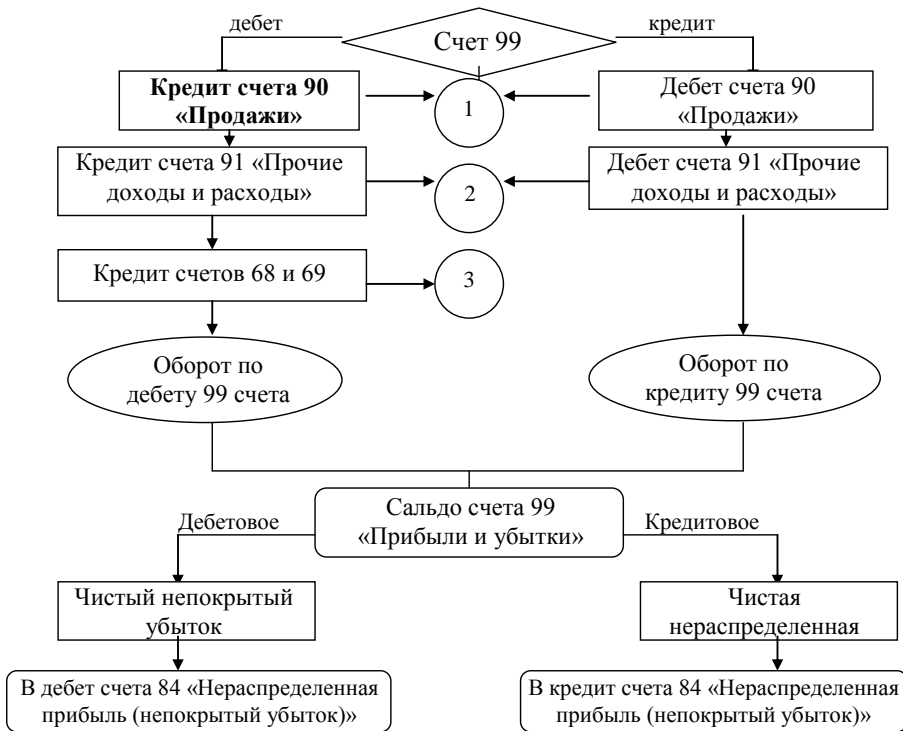 дебет
Счет 99
кредит
Кредит счета 90
«Продажи»
1
Дебет счета 90
«Продажи»
Кредит счета 91 «Прочие
доходы и расходы»
2
Дебет счета 91 «Прочие
доходы и расходы»
Кредит счетов 68 и 69
3
Оборот по
дебету 99 счета
Оборот по
кредиту 99 счета
Сальдо счета 99
«Прибыли и убытки»
Дебетовое
Кредитовое
Чистый непокрытый
убыток
Чистая
нераспределенная
В дебет счета 84 «Нераспределенная
прибыль (непокрытый убыток)»
В кредит счета 84 «Нераспределенная
прибыль (непокрытый убыток)»